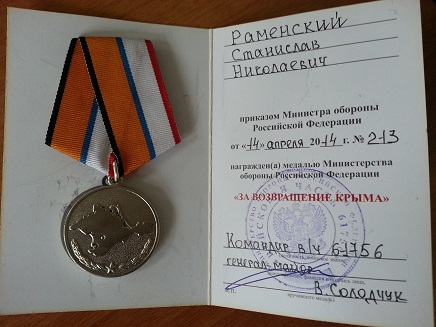 Раменский
Станислав
Николаевич
приказом Министра обороны
Российской Федерации
от «14» апреля 2014 г. № 213
награжден(а) медалью Министерства
обороны Российской Федерации
«ЗА ВОЗВРАЩЕНИЕ КРЫМА»
Командир в/ч 61756
генерал-майор
В. Солодчук